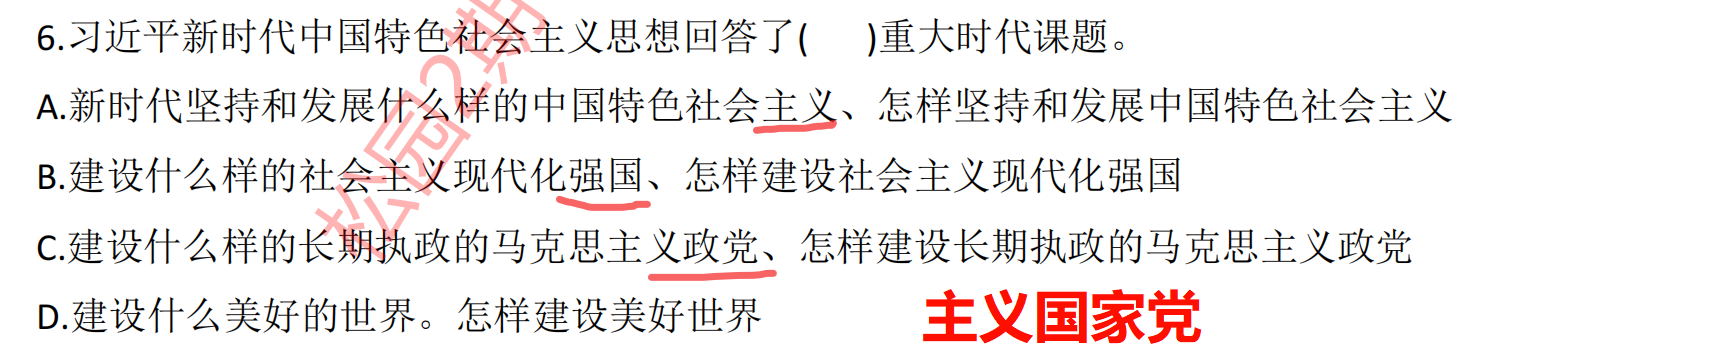 6.习近平新时代中国特色社会主义思想回答了(  )重大时代课题。
A.新时代坚持和发展什么样的中国特色社会主义、怎样坚持和发展中国特色社会主义
B.建设什么样的社会主义现代化强国、怎样建设社会主义现代化强国
C.建设什么样的长期执政的马克思主义政党、怎样建设长期执政的马克思主义政党
D.建设什么美好的世界。怎样建设美好世界
主义国家党
松园2期